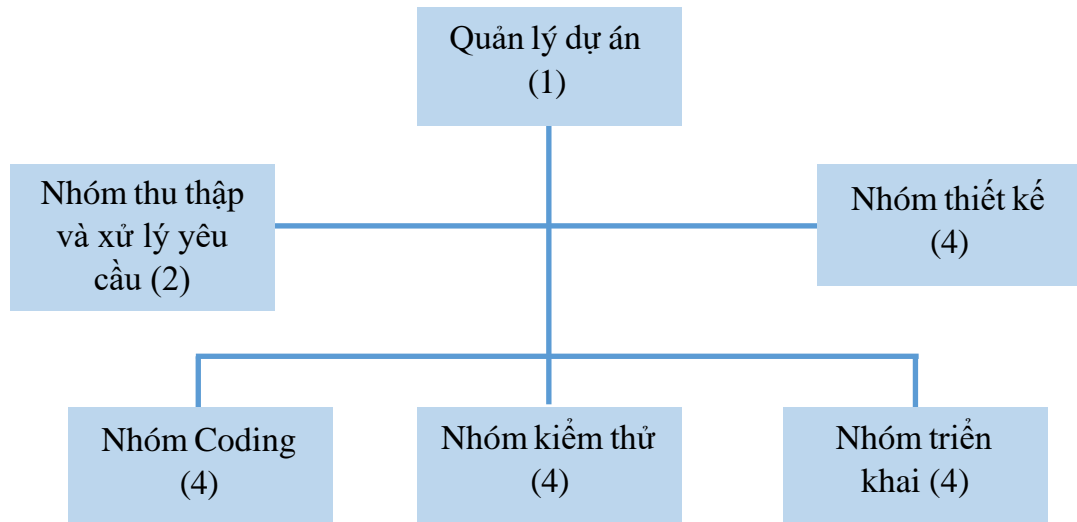 Quản lý dự án
(1)
Nhóm thu thập
và xử lý yêu
cầu (2)
Nhóm thiết kế
(4)
Nhóm Coding
(4)
Nhóm kiểm thử
(4)
Nhóm triển
khai (4)